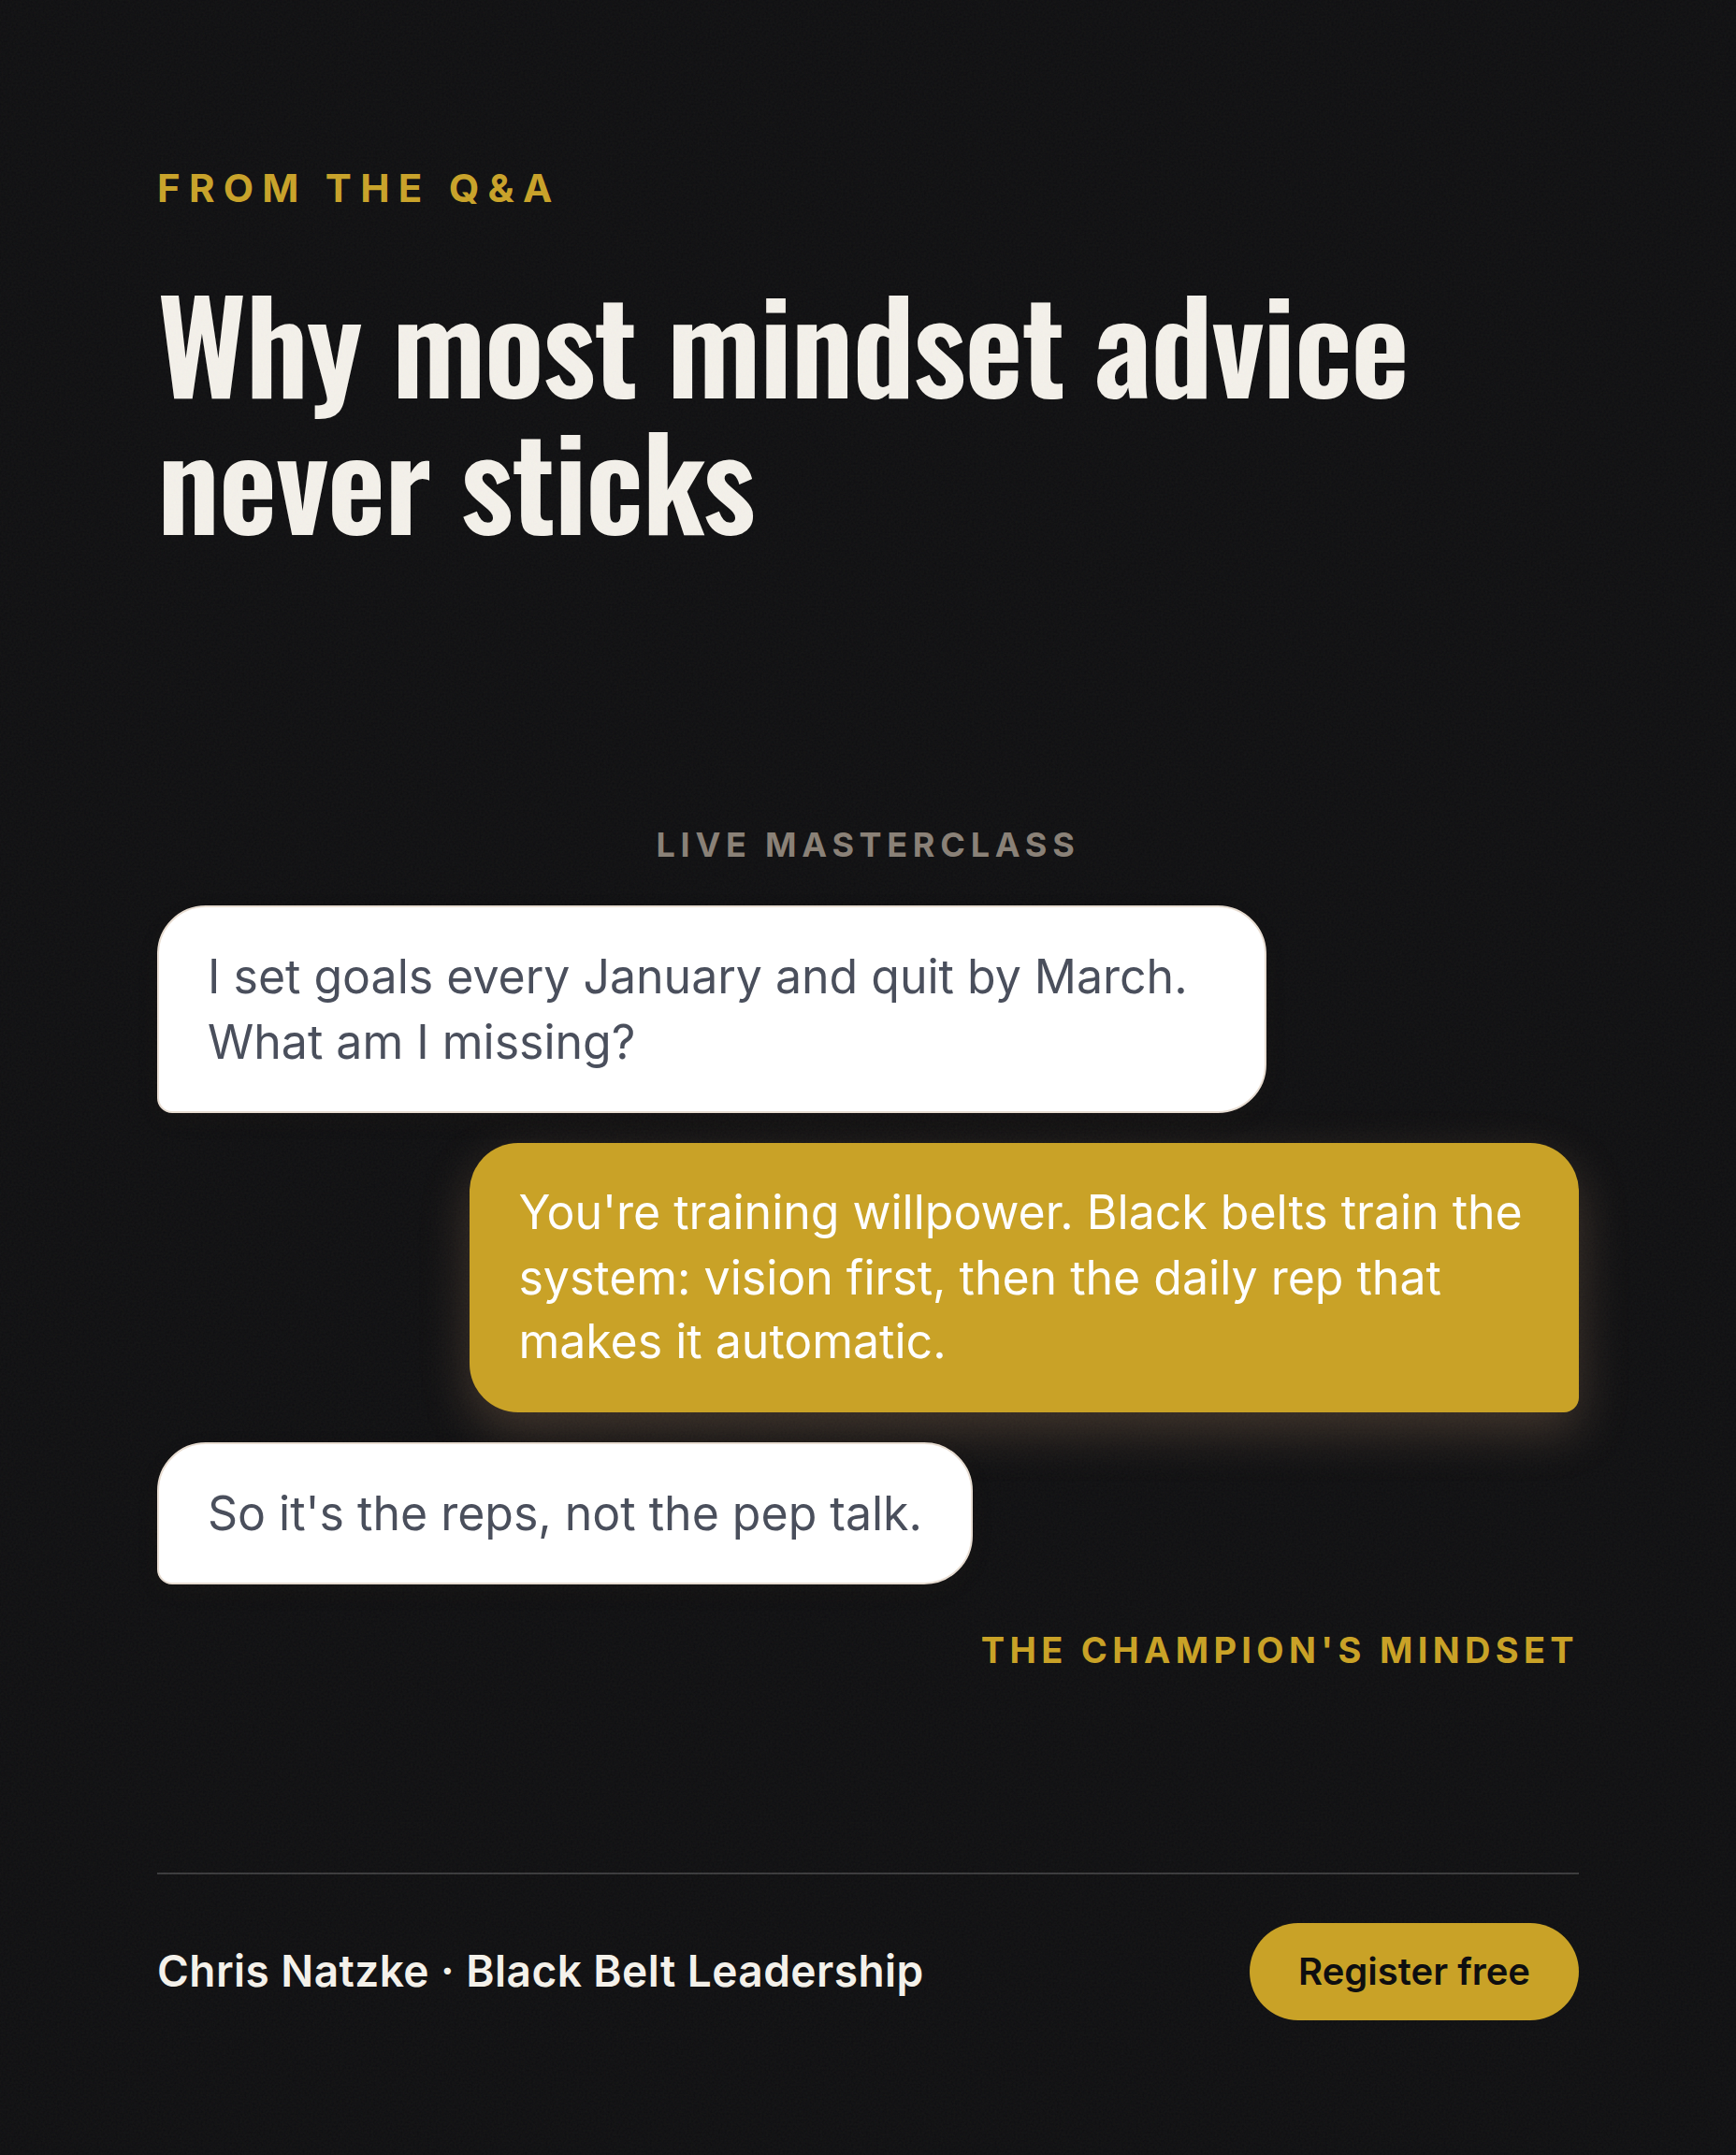 FROM THE Q&A
Why most mindset advice
never sticks
LIVE MASTERCLASS
I set goals every January and quit by March.
What am I missing?
You're training willpower. Black belts train the
system: vision first, then the daily rep that
makes it automatic.
So it's the reps, not the pep talk.
THE CHAMPION'S MINDSET
Chris Natzke · Black Belt Leadership
Register free